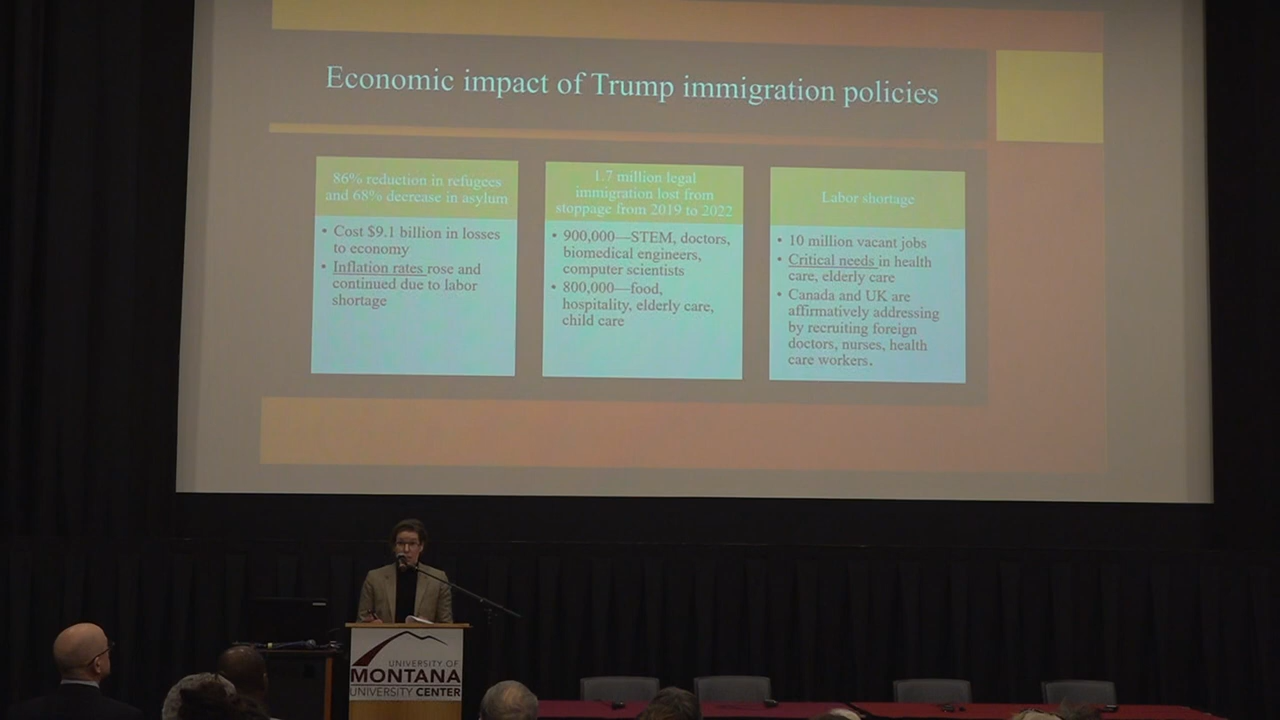 Economic impact of Trump immigration policies
86% reduction in refugees
and 68% decrease in asylum
• Cost $9.1 billion in losses
to economy
• Inflation rates rose and
continued due to labor
shortage
1.7 million legal
immigration lost from
stoppage from 2019 to 2022
• 900,000—STEM, doctors,
biomedical engineers,
computer scientists
• 800,000—food,
hospitality, elderly care,
child care
Labor shortage
• 10 million vacant jobs
• Critical needs in health
care, elderly care
• Canada and UK are
affirmatively addressing
by recruiting foreign
doctors, nurses, health
care workers.
UNIVERSITY OF
MONTANA
UNIVERSITY CENTER